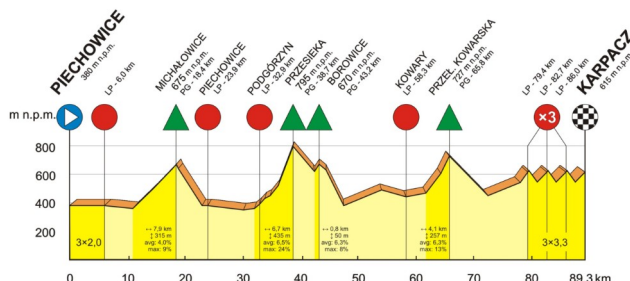 PIECHOWICE
380 m n.p.m.
LP - 6,0 km
MICHAŁOWICE
675 m n.p.m.
PG - 18,4 km
PIECHOWICE
LP - 23,9 km
PODGÓRZYN
LP - 32,9 km
PRZESIEKA
795 m n.p.m.
PG - 38,7 km
BOROWICE
670 m n.p.m.
PG - 43,2 km
KOWARY
LP - 58,3 km
PRZEŁ. KOWARSKA
727 m n.p.m.
PG - 65,8 km
LP - 79,4 km
LP - 82,7 km
LP - 86,0 km
KARPACZ
615 m n.p.m.
m n.p.m.
×3
800
600
400
200
3×2,0
↔ 7,9 km
↕ 315 m
avg: 4,0%
max: 9%
↔ 6,7 km
↕ 435 m
avg: 6,5%
max: 24%
↔ 0,8 km
↕ 50 m
avg: 6,3%
max: 8%
↔ 4,1 km
↕ 257 m
avg: 6,3%
max: 13%
3×3,3
0 10 20 30 40 50 60 70 80 89,3 km